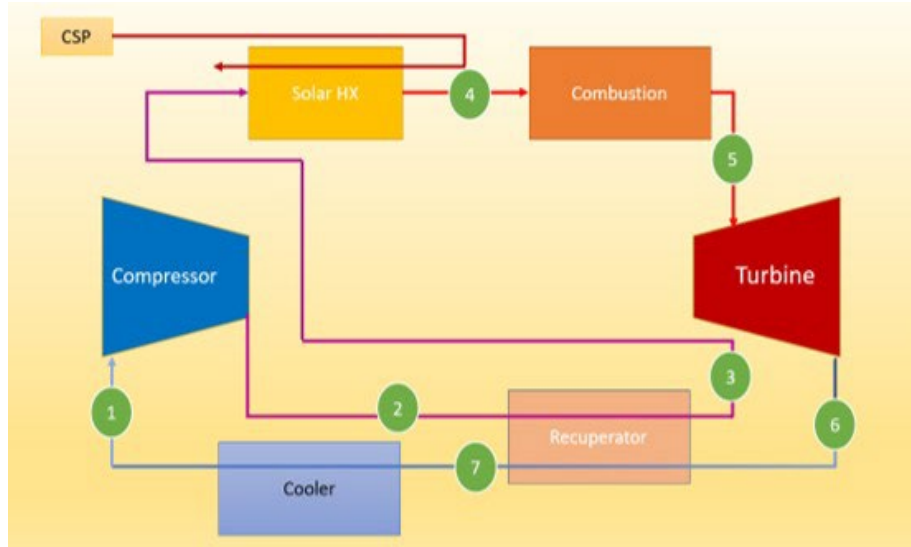 CSP
Solar HX
4
Combustion
5
Compressor
Turbine
1
2
3
Recuperator
6
7
Cooler